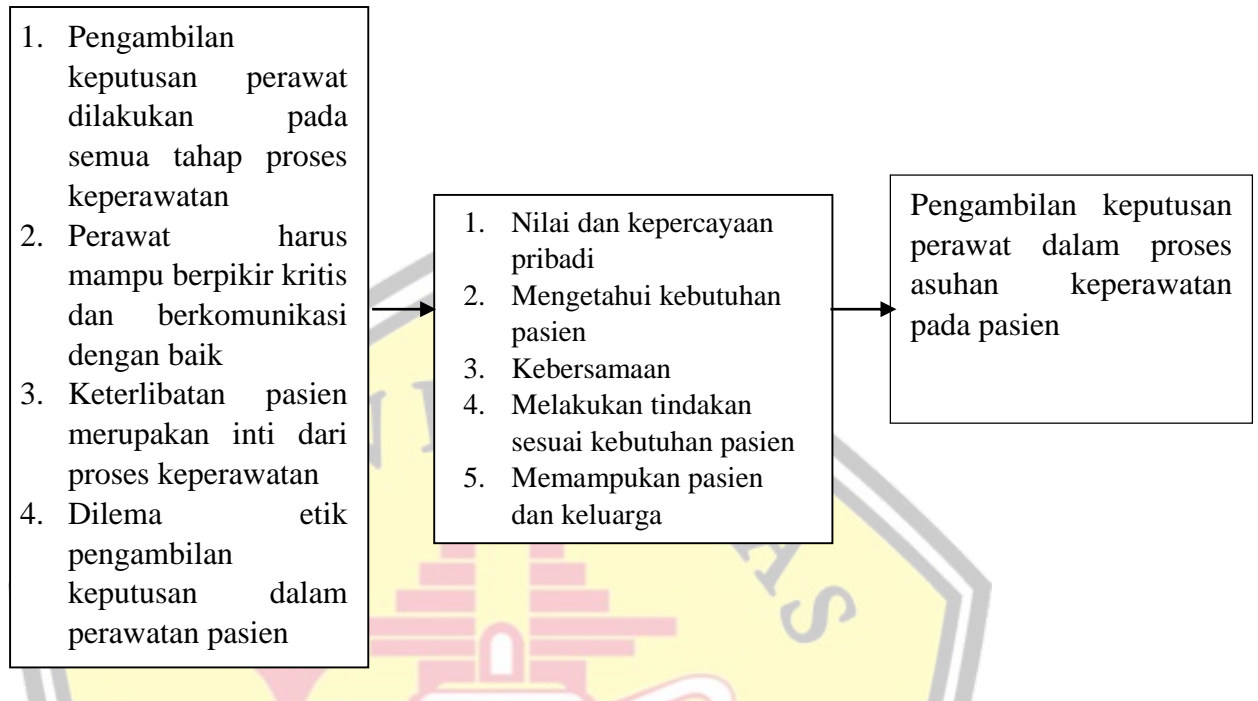 1. Pengambilan
keputusan perawat
dilakukan pada
semua tahap proses
keperawatan
2. Perawat harus
mampu berpikir kritis
dan berkomunikasi
dengan baik
3. Keterlibatan pasien
merupakan inti dari
proses keperawatan
4. Dilema etik
pengambilan
keputusan dalam
perawatan pasien
1. Nilai dan kepercayaan
pribadi
2. Mengetahui kebutuhan
pasien
3. Kebersamaan
4. Melakukan tindakan
sesuai kebutuhan pasien
5. Memampukan pasien
dan keluarga
Pengambilan keputusan
perawat dalam proses
asuhan keperawatan
pada pasien